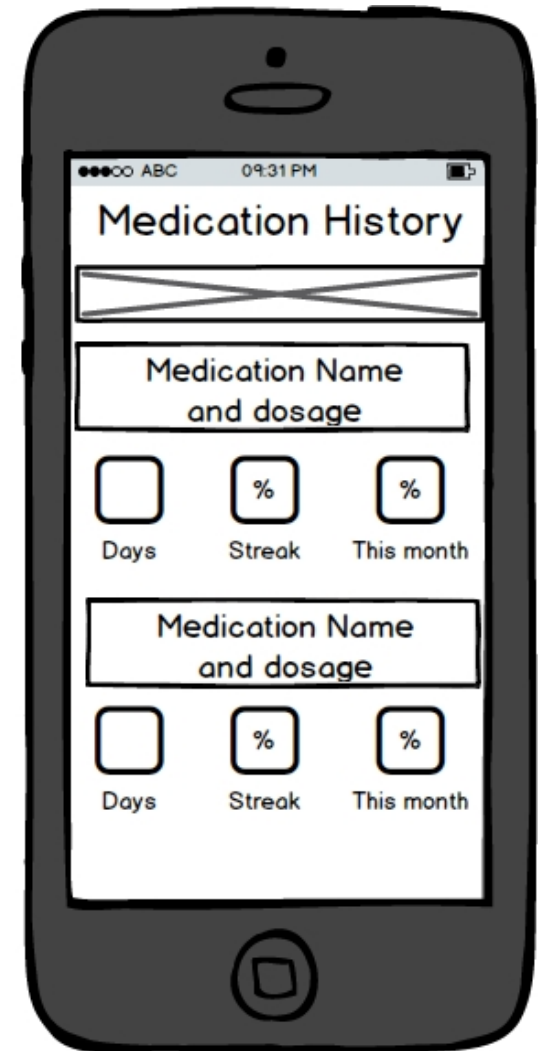 ABC 09:31 PM
Medication History
Medication Name
and dosage
% %
Days Streak This month
Medication Name
and dosage
% %
Days Streak This month